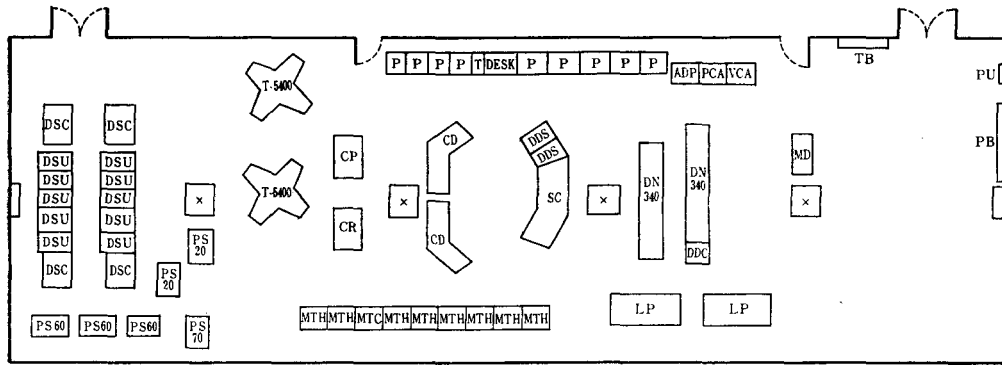 TB
PU
PB
P P P P T DESK P P P P P
ADP PCA VCA
T-5400
T-5400
DSC DSC
DSU DSU
DSU DSU
DSU DSU
DSU DSU
DSU DSU
DSC DSC
×
PS
20
PS
20
PS60 PS60 PS60
PS
70
CP
CR
×
CD
CD
DDS
DDS
SC
×
DN
340
DN
340
DDC
MD
×
MTH MTH MTC MTH MTH MTH MTH MTH MTH
LP LP